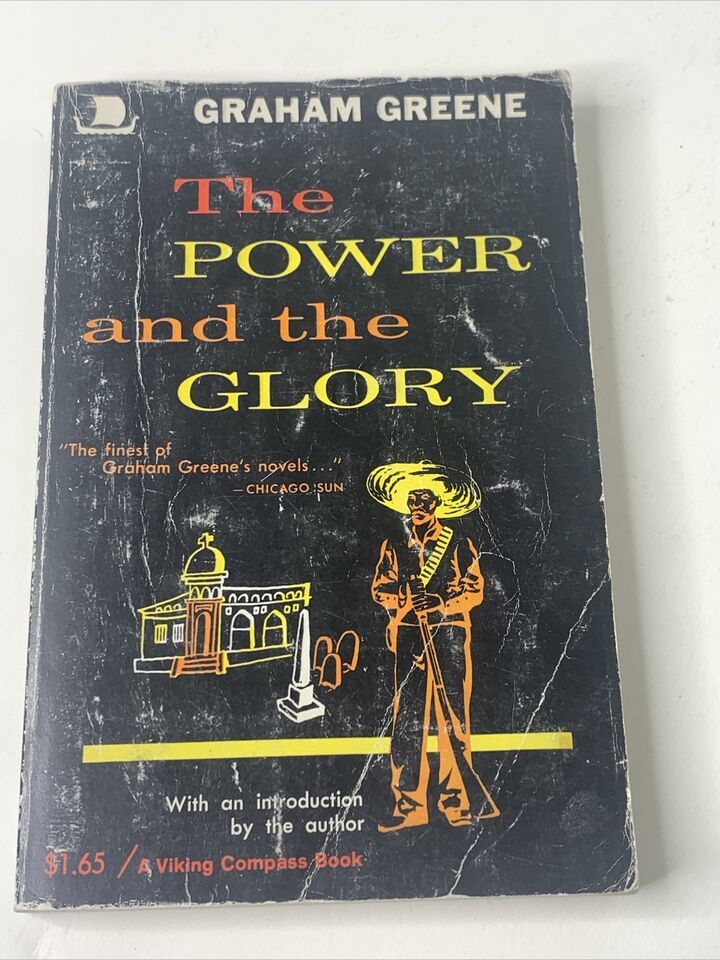 GRAHAM GREENE
The
POWER
and the
GLORY
"The finest of
Graham Greene's novels..."
—CHICAGO SUN
With an introduction
by the author
$1.65 / A Viking Compass Book